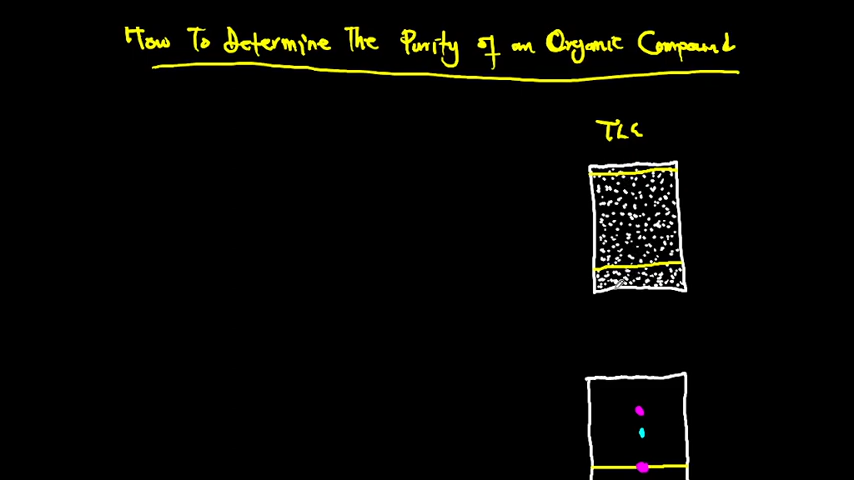 How To Determine The Purity of an Organic Compound
TLC